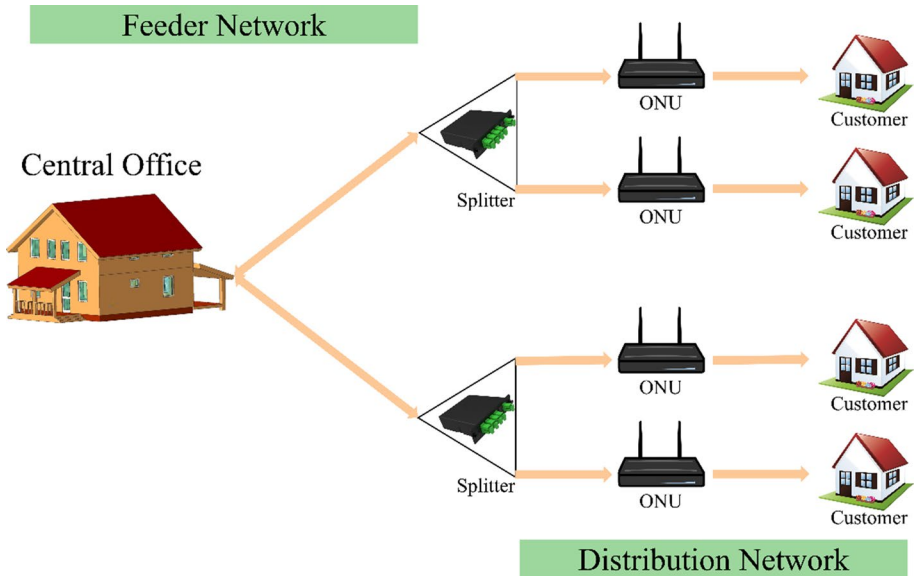 Feeder Network
Central Office
ONU
Customer
Splitter
ONU
Customer
ONU
Customer
Splitter
ONU
Customer
Distribution Network